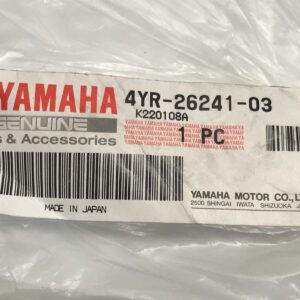 YAMAHA 4YR-26241-03
GENUINE K220108A
& Accessories 1 PC
YAMAHA MOTOR CO.,L
MADE IN JAPAN 2500 SHINGAI IWATA SHIZUOKA J